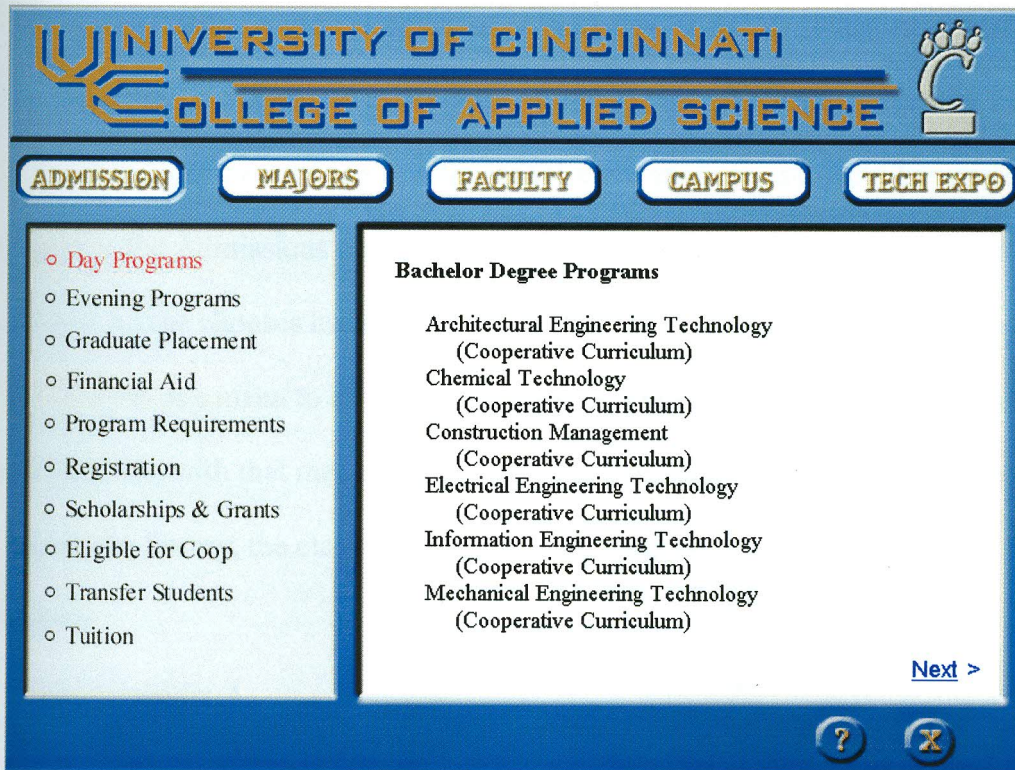 UNIVERSITY OF CINCINNATI
COLLEGE OF APPLIED SCIENCE
C
ADMISSION
MAJORS
FACULTY
CAMPUS
TECH EXPO
Day Programs
Evening Programs
Graduate Placement
Financial Aid
Program Requirements
Registration
Scholarships & Grants
Eligible for Coop
Transfer Students
Tuition
Bachelor Degree Programs
Architectural Engineering Technology
(Cooperative Curriculum)
Chemical Technology
(Cooperative Curriculum)
Construction Management
(Cooperative Curriculum)
Electrical Engineering Technology
(Cooperative Curriculum)
Information Engineering Technology
(Cooperative Curriculum)
Mechanical Engineering Technology
(Cooperative Curriculum)
Next >
? X